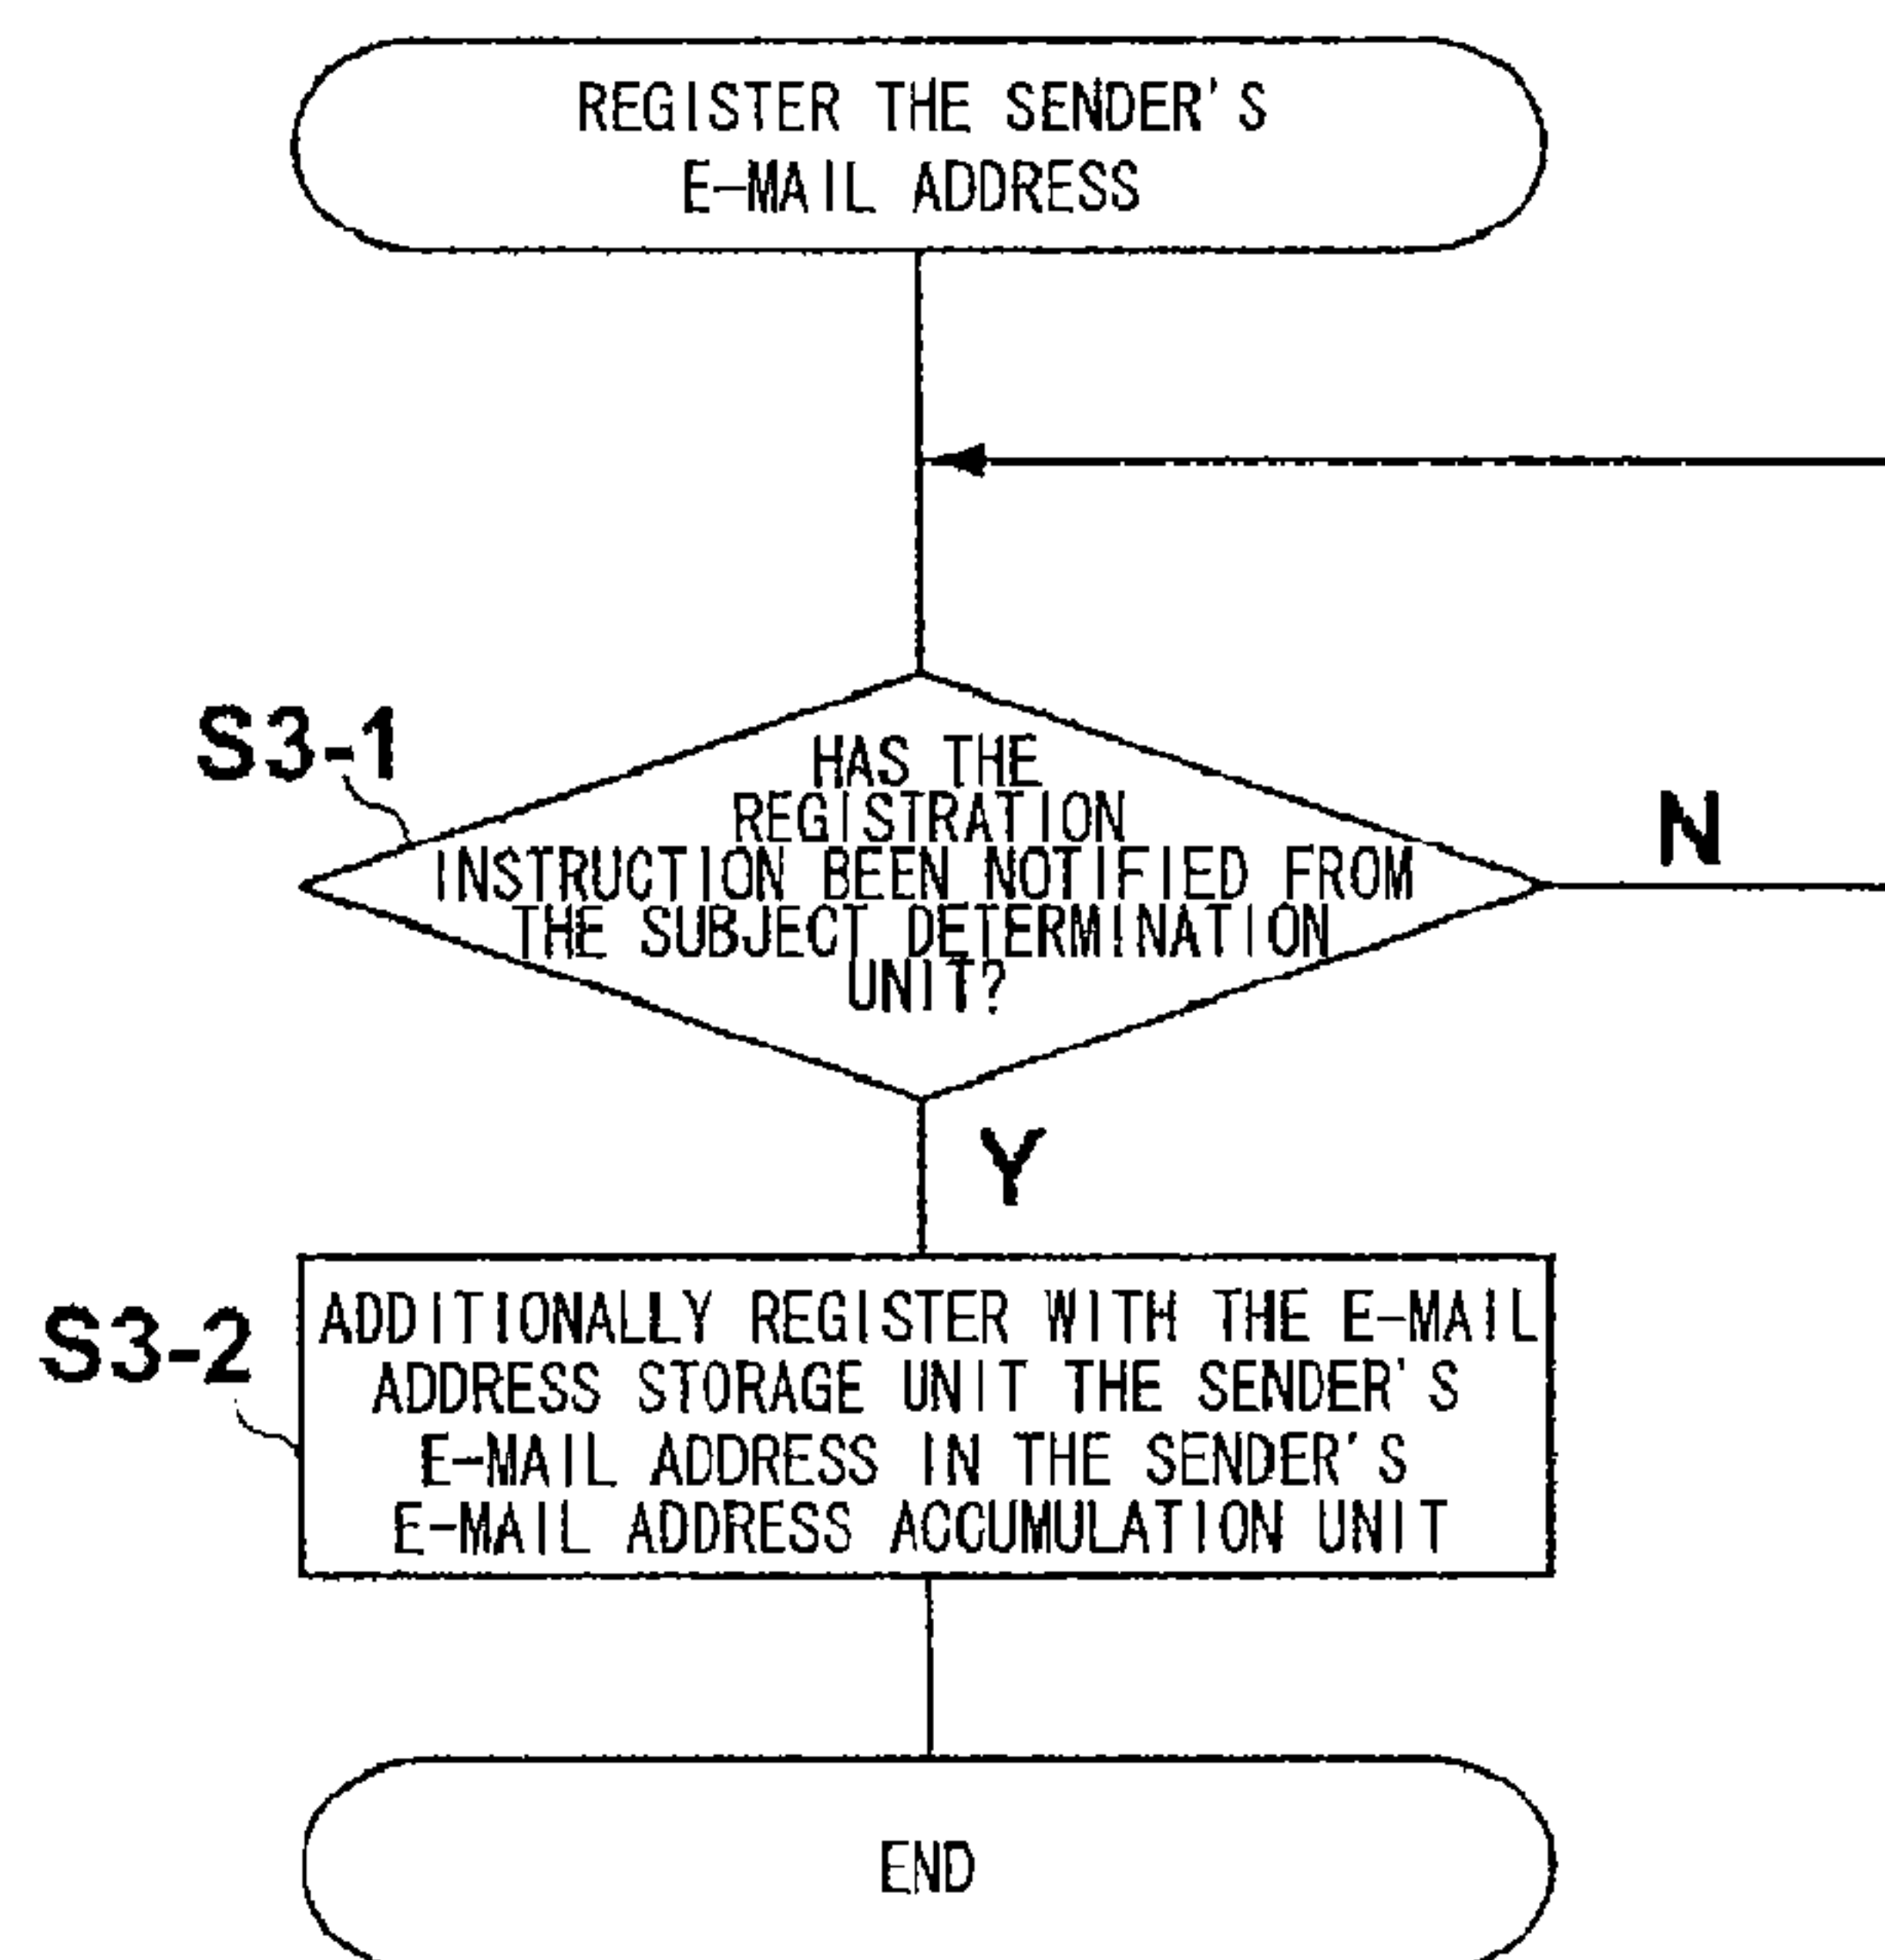 REGISTER THE SENDER'S
E-MAIL ADDRESS
S3-1
HAS THE
REGISTRATION
INSTRUCTION BEEN NOTIFIED FROM
THE SUBJECT DETERMINATION
UNIT?
N
Y
S3-2
ADDITIONALLY REGISTER WITH THE E-MAIL
ADDRESS STORAGE UNIT THE SENDER'S
E-MAIL ADDRESS IN THE SENDER'S
E-MAIL ADDRESS ACCUMULATION UNIT
END